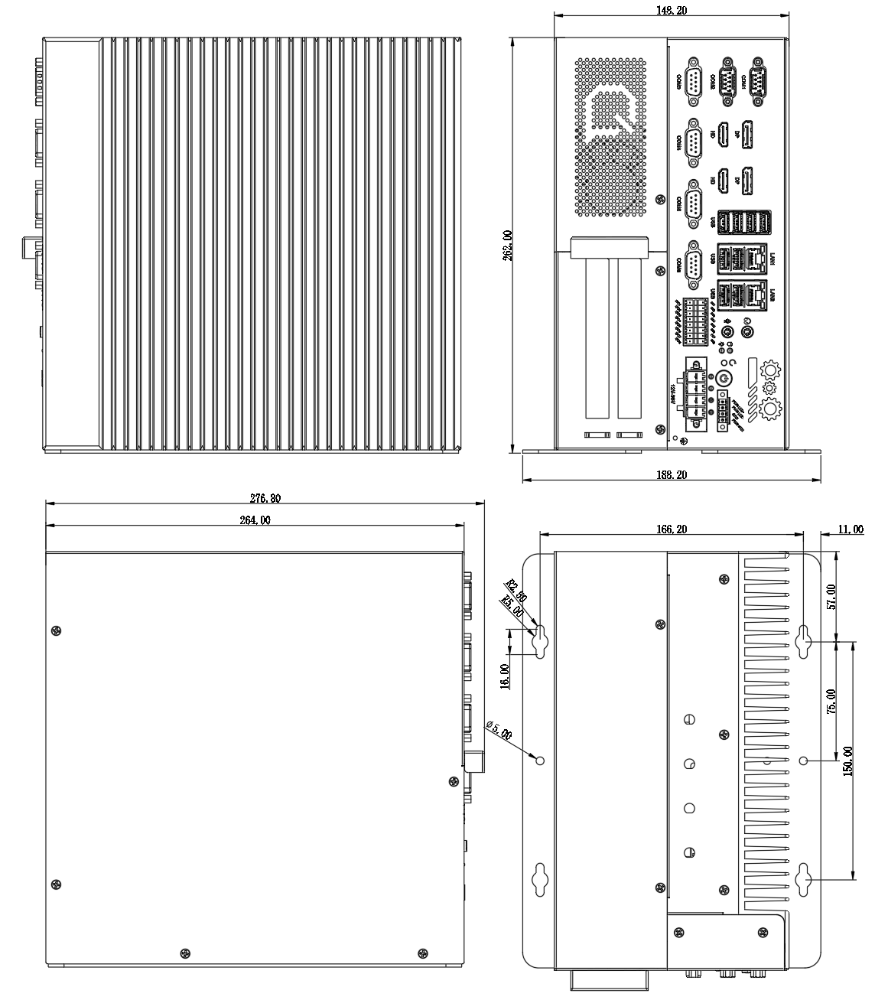 148.20
COM3
COM2
COM1
COM4
HD
DP
HD
DP
COM5
USB
262.00
COM6
USB
LAN1
USB
LAN2
12V-36V
188.20
276.80
264.00
166.20
11.00
R2.50
R5.00
57.00
16.00
75.00
Ø5.00
150.00